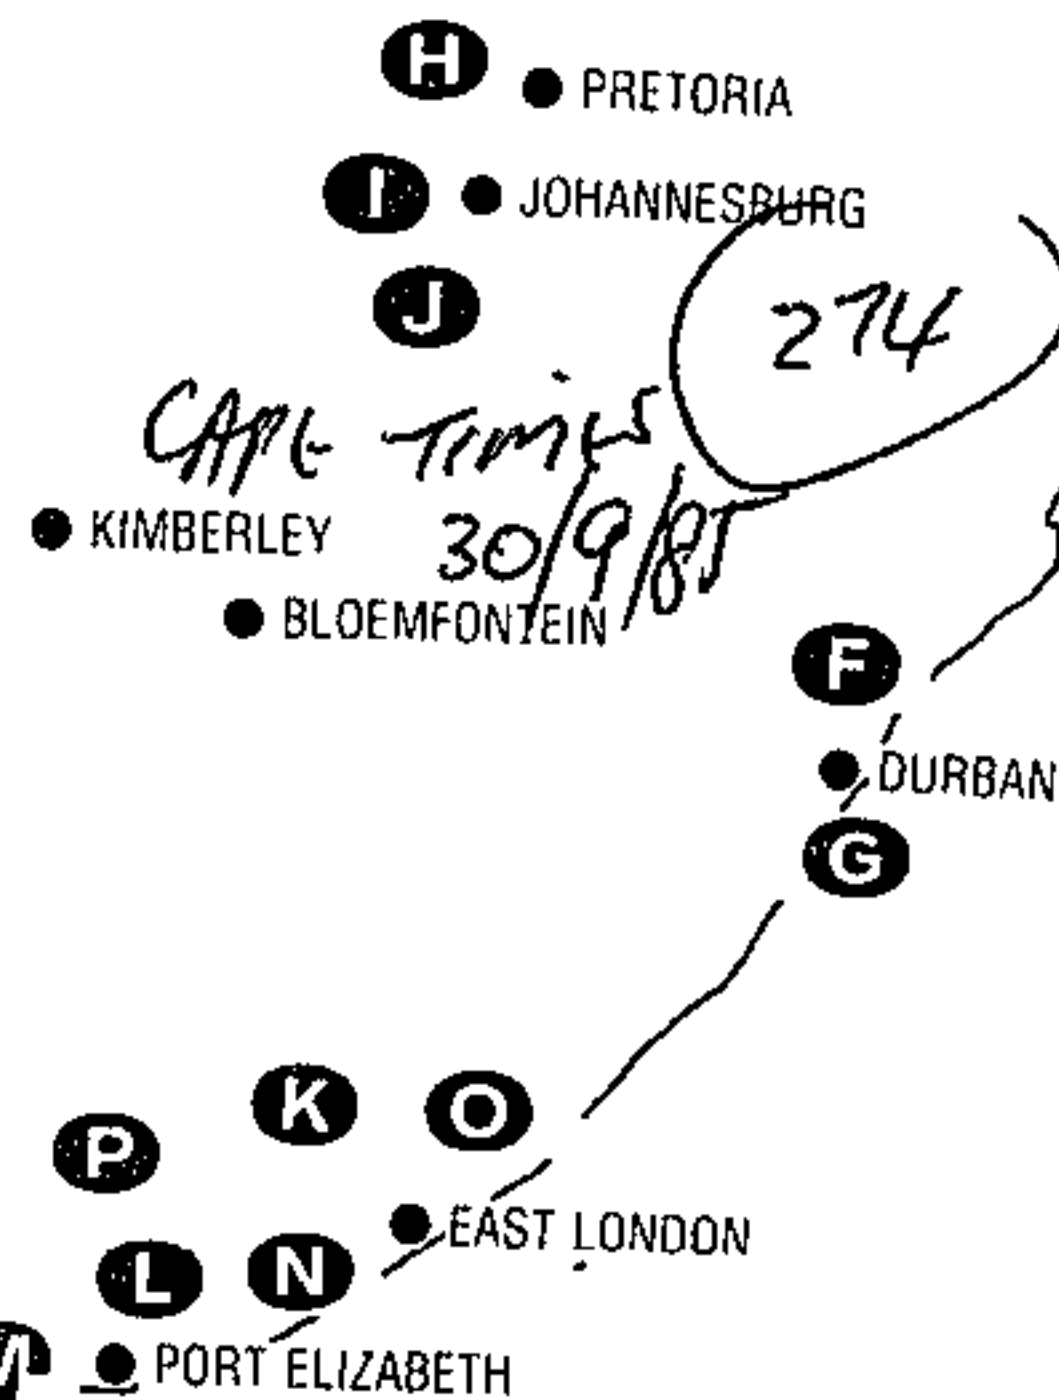 H
PRETORIA
I
JOHANNESBURG
274
J
CAPE TIMES
30/9/85
KIMBERLEY
BLOEMFONTEIN
F
DURBAN
G
K
O
P
EAST LONDON
L
N
M
PORT ELIZABETH